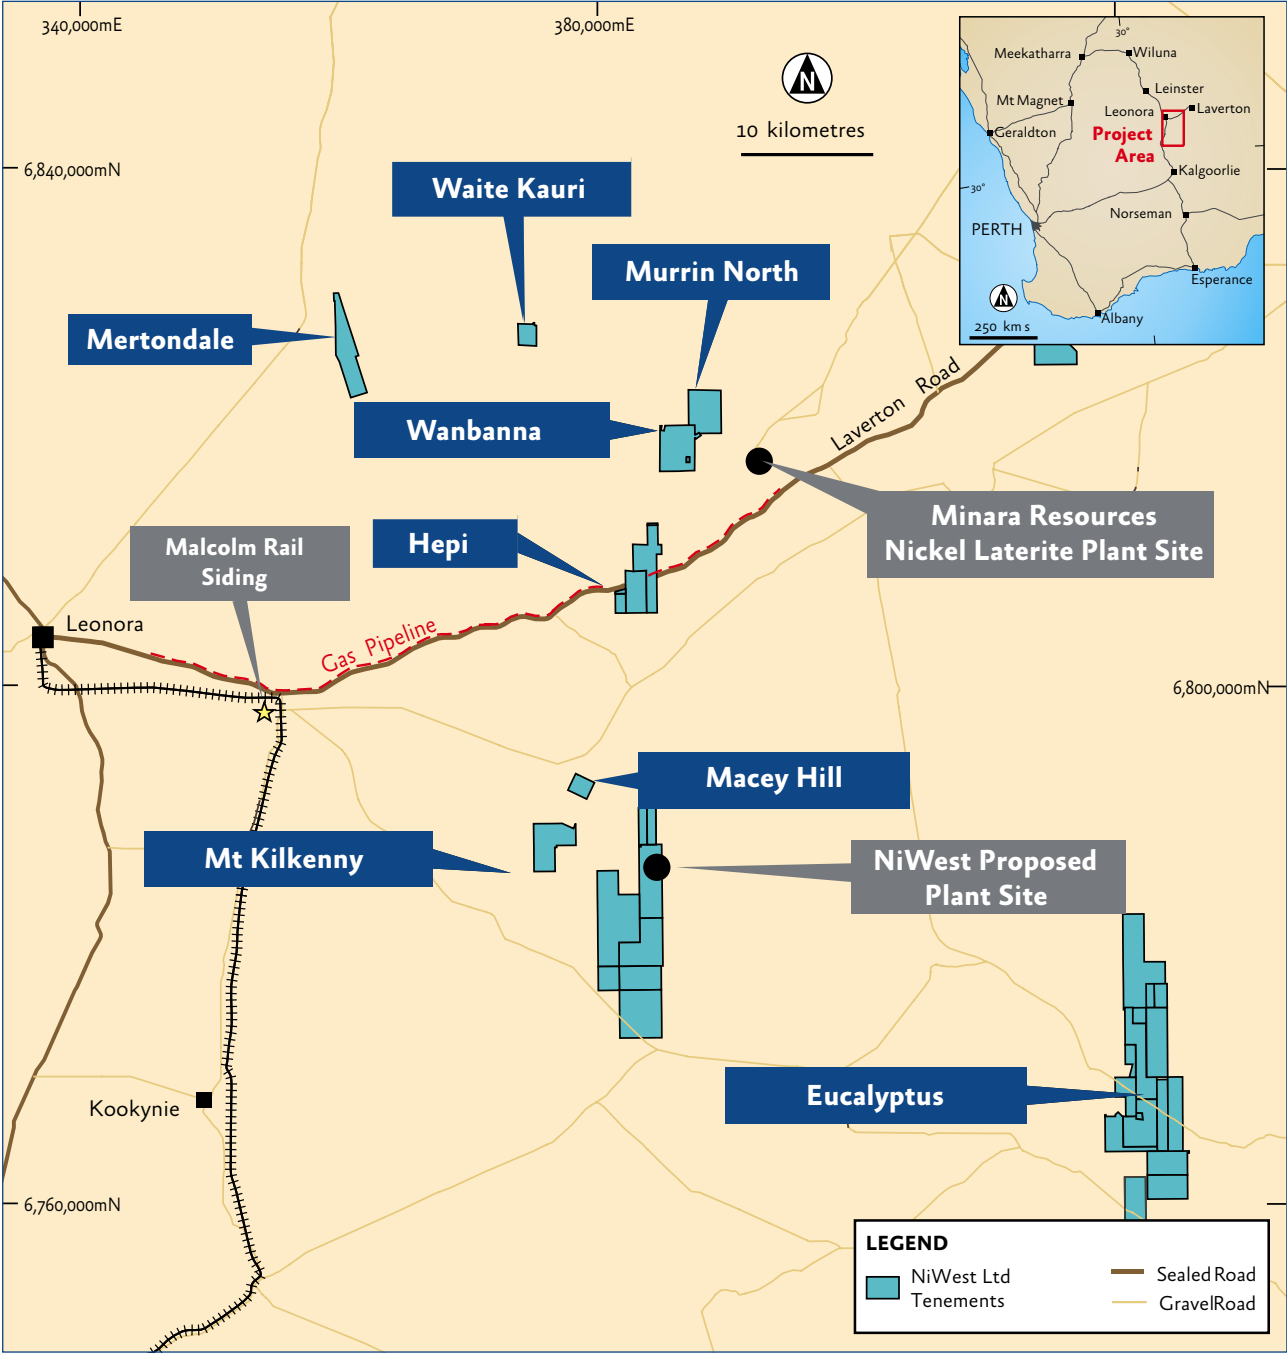 340,000mE
380,000mE
N
10 kilometres
6,840,000mN
30°
Meekatharra
Wiluna
Leinster
Mt Magnet
Leonora
Laverton
Geraldton
Project
Area
Kalgoorlie
30°
Norseman
PERTH
Esperance
N
Albany
250 kms
Waite Kauri
Murrin North
Mertondale
Wanbanna
Laverton Road
Minara Resources
Nickel Laterite Plant Site
Hepi
Malcolm Rail
Siding
Leonora
Gas Pipeline
6,800,000mN
Macey Hill
Mt Kilkenny
NiWest Proposed
Plant Site
Eucalyptus
Kookynie
6,760,000mN
LEGEND
NiWest Ltd
Tenements
Sealed Road
GravelRoad